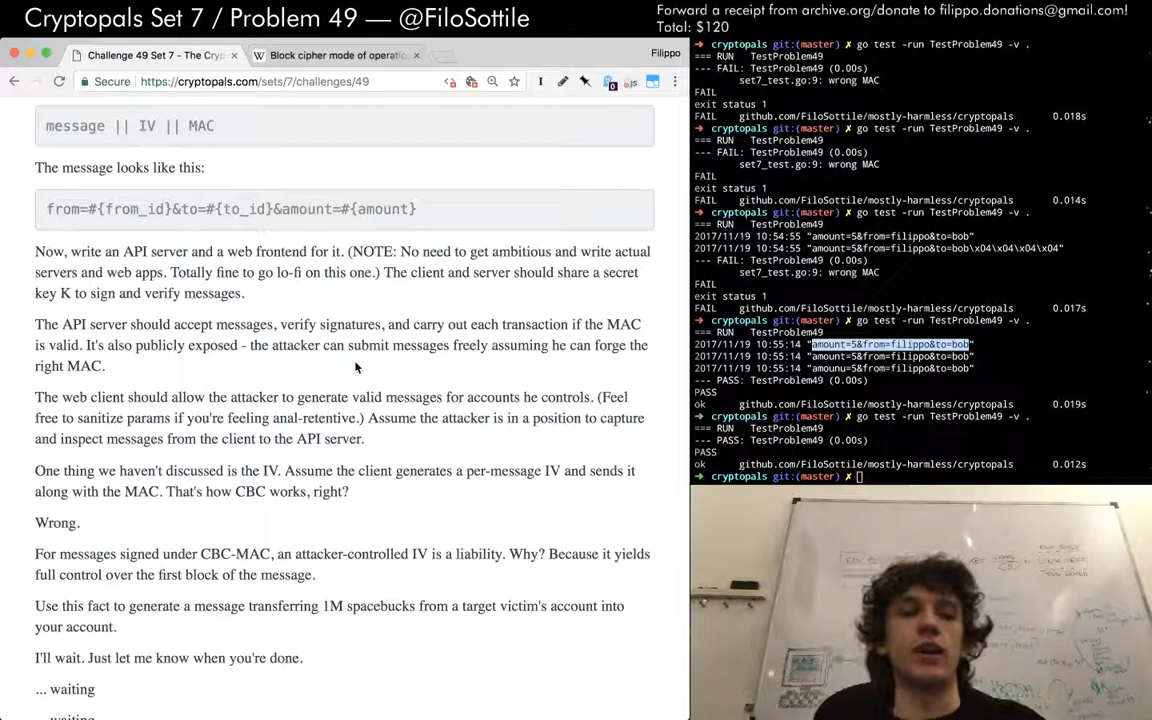 Cryptopals Set 7 / Problem 49 — @FiloSottile
Forward a receipt from archive.org/donate to filippo.donations@gmail.com!
Total: $120
Challenge 49 Set 7 - The Cryp
Block cipher mode of operatio
Filippo
Secure
https://cryptopals.com/sets/7/challenges/49
message || IV || MAC
The message looks like this:
from=#{from_id}&to=#{to_id}&amount=#{amount}
Now, write an API server and a web frontend for it. (NOTE: No need to get ambitious and write actual
servers and web apps. Totally fine to go lo-fi on this one.) The client and server should share a secret
key K to sign and verify messages.
The API server should accept messages, verify signatures, and carry out each transaction if the MAC
is valid. It's also publicly exposed - the attacker can submit messages freely assuming he can forge the
right MAC.
The web client should allow the attacker to generate valid messages for accounts he controls. (Feel
free to sanitize params if you're feeling anal-retentive.) Assume the attacker is in a position to capture
and inspect messages from the client to the API server.
One thing we haven't discussed is the IV. Assume the client generates a per-message IV and sends it
along with the MAC. That's how CBC works, right?
Wrong.
For messages signed under CBC-MAC, an attacker-controlled IV is a liability. Why? Because it yields
full control over the first block of the message.
Use this fact to generate a message transferring 1M spacebucks from a target victim's account into
your account.
I'll wait. Just let me know when you're done.
... waiting
... waiting
➜ cryptopals git:(master) ✗ go test -run TestProblem49 -v .
=== RUN TestProblem49
--- FAIL: TestProblem49 (0.00s)
set7_test.go:9: wrong MAC
FAIL
exit status 1
FAIL github.com/FiloSottile/mostly-harmless/cryptopals 0.018s
➜ cryptopals git:(master) ✗ go test -run TestProblem49 -v .
=== RUN TestProblem49
--- FAIL: TestProblem49 (0.00s)
set7_test.go:9: wrong MAC
FAIL
exit status 1
FAIL github.com/FiloSottile/mostly-harmless/cryptopals 0.014s
➜ cryptopals git:(master) ✗ go test -run TestProblem49 -v .
=== RUN TestProblem49
2017/11/19 10:54:55 "amount=5&from=filippo&to=bob"
2017/11/19 10:54:55 "amount=5&from=filippo&to=bob\x04\x04\x04\x04"
--- FAIL: TestProblem49 (0.00s)
set7_test.go:9: wrong MAC
FAIL
exit status 1
FAIL github.com/FiloSottile/mostly-harmless/cryptopals 0.017s
➜ cryptopals git:(master) ✗ go test -run TestProblem49 -v .
=== RUN TestProblem49
2017/11/19 10:55:14 "amount=5&from=filippo&to=bob"
2017/11/19 10:55:14 "amount=5&from=filippo&to=bob"
2017/11/19 10:55:14 "amounu=5&from=filippo&to=bob"
--- PASS: TestProblem49 (0.00s)
PASS
ok github.com/FiloSottile/mostly-harmless/cryptopals 0.019s
➜ cryptopals git:(master) ✗ go test -run TestProblem49 -v .
=== RUN TestProblem49
--- PASS: TestProblem49 (0.00s)
PASS
ok github.com/FiloSottile/mostly-harmless/cryptopals 0.012s
➜ cryptopals git:(master) ✗